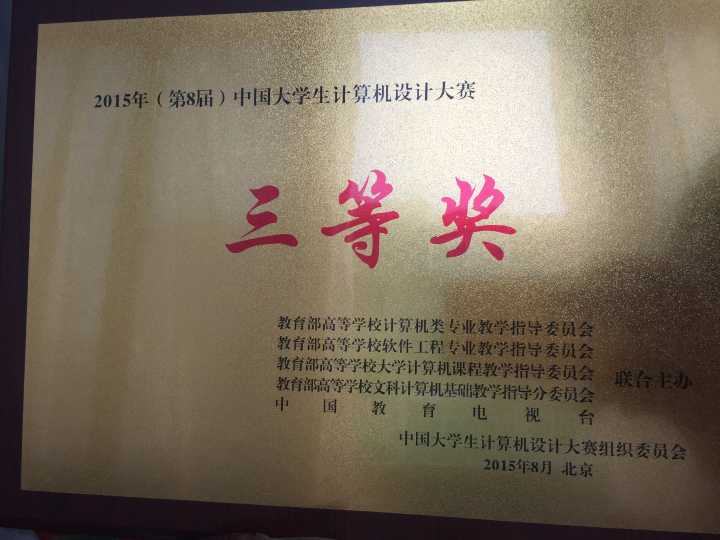 2015年（第8届）中国大学生计算机设计大赛
三等奖
教育部高等学校计算机类专业教学指导委员会
教育部高等学校软件工程专业教学指导委员会
教育部高等学校大学计算机课程教学指导委员会
联合主办
教育部高等学校文科计算机基础教学指导分委员会
中国教育电视台
中国大学生计算机设计大赛组织委员会
2015年8月 北京